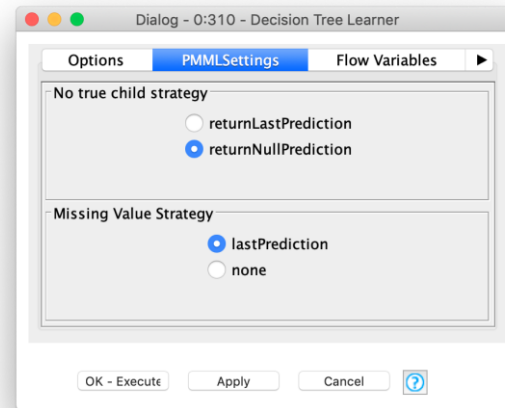 Dialog - 0:310 - Decision Tree Learner
Options PMMLSettings Flow Variables
No true child strategy
returnLastPrediction
returnNullPrediction
Missing Value Strategy
lastPrediction
none
OK - Execute Apply Cancel ?